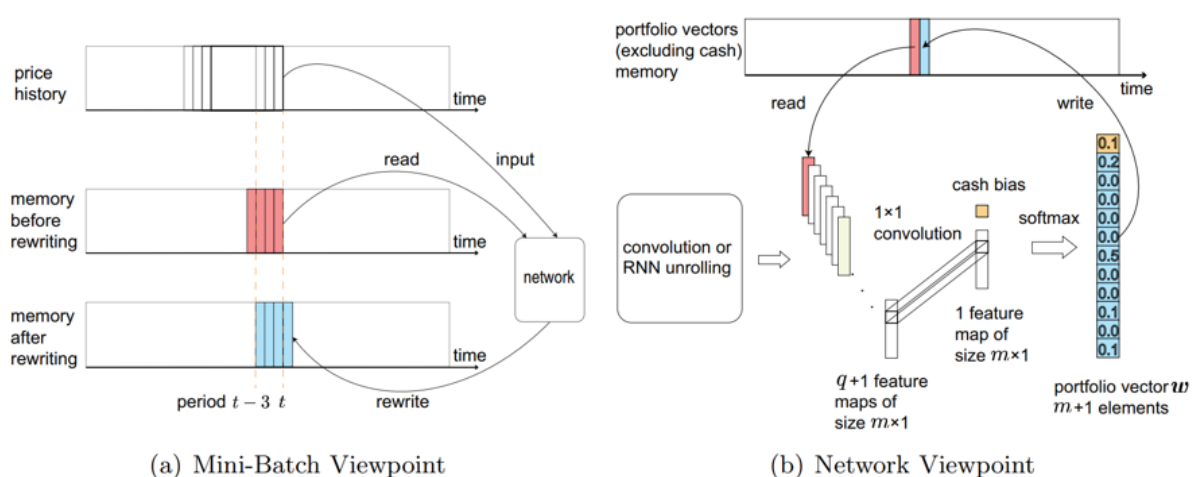 price
history
time
read
input
memory
before
rewriting
time
network
memory
after
rewriting
time
period t − 3 t
rewrite
(a) Mini-Batch Viewpoint
portfolio vectors
(excluding cash)
memory
time
read
write
convolution or
RNN unrolling
1×1
convolution
cash bias
softmax
0.1
0.2
0.0
0.0
0.0
0.0
0.5
0.0
0.0
0.1
0.0
0.1
q+1 feature
maps of
size m×1
1 feature
map of
size m×1
portfolio vector w
m+1 elements
(b) Network Viewpoint